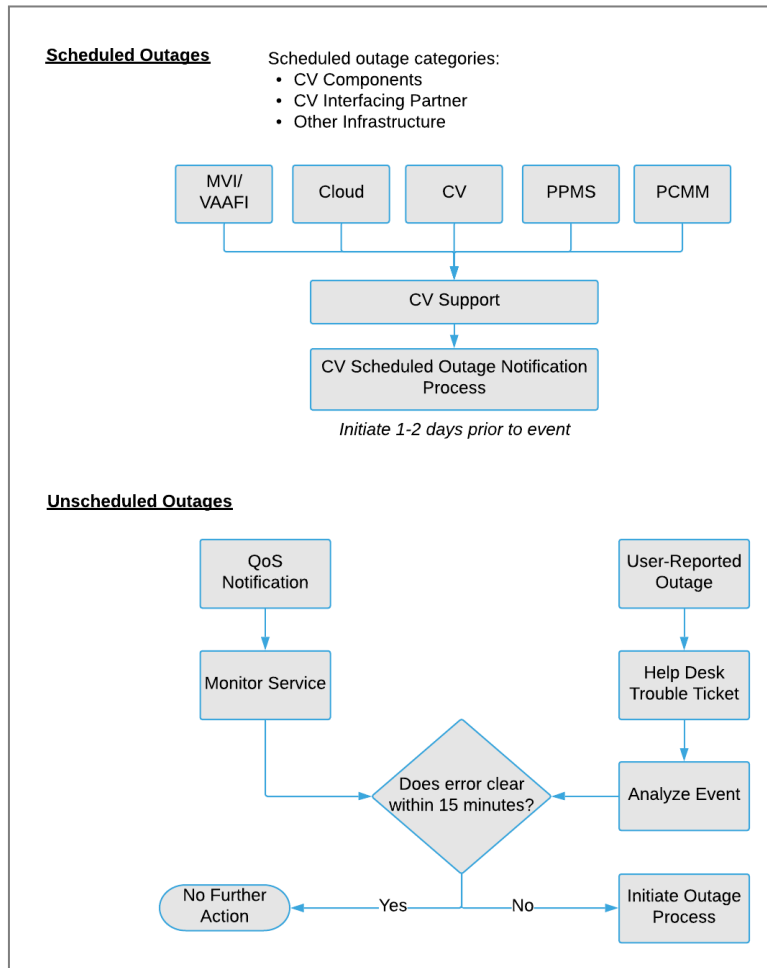 Scheduled Outages
Scheduled outage categories:
• CV Components
• CV Interfacing Partner
• Other Infrastructure
MVI/
VAAFI
Cloud
CV
PPMS
PCMM
CV Support
CV Scheduled Outage Notification
Process
Initiate 1-2 days prior to event
Unscheduled Outages
QoS
Notification
User-Reported
Outage
Monitor Service
Help Desk
Trouble Ticket
Does error clear
within 15 minutes?
Analyze Event
No Further
Action
Yes
No
Initiate Outage
Process